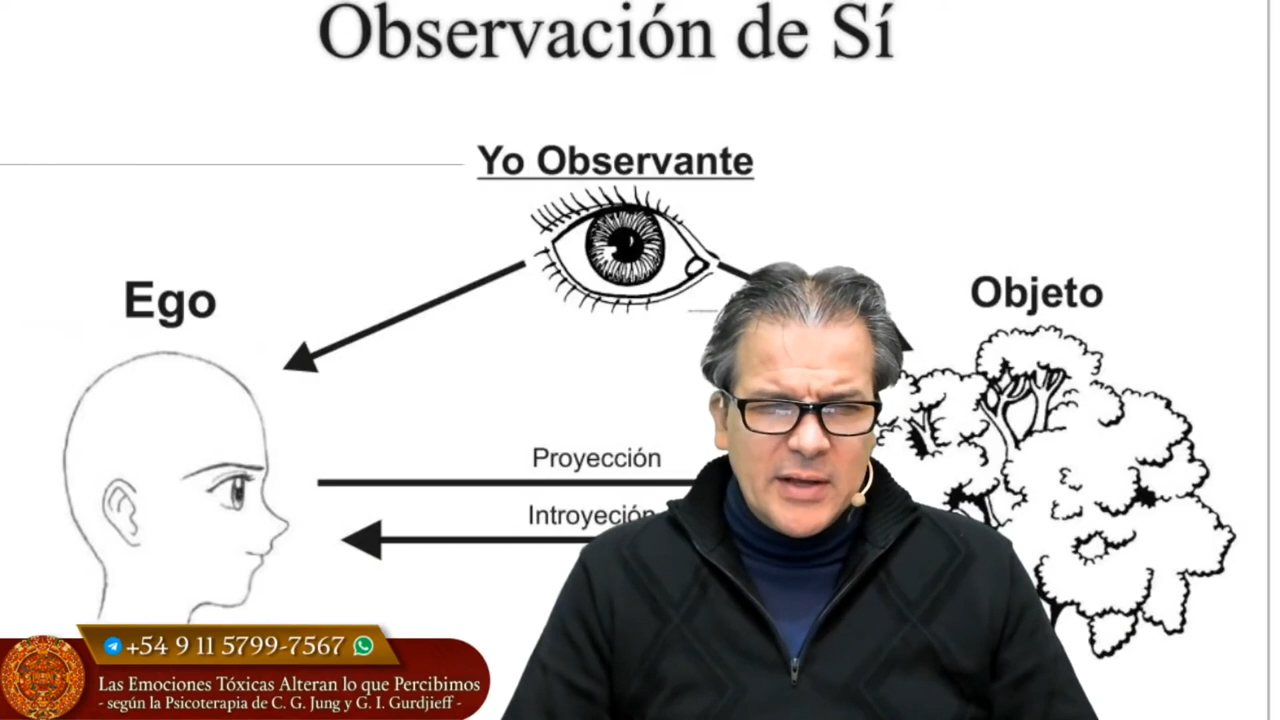 Observación de Sí
Yo Observante
Ego
Objeto
Proyección
Introyeción
+54 9 11 5799-7567
Las Emociones Tóxicas Alteran lo que Percibimos
- según la Psicoterapia de C. G. Jung y G. I. Gurdjieff -